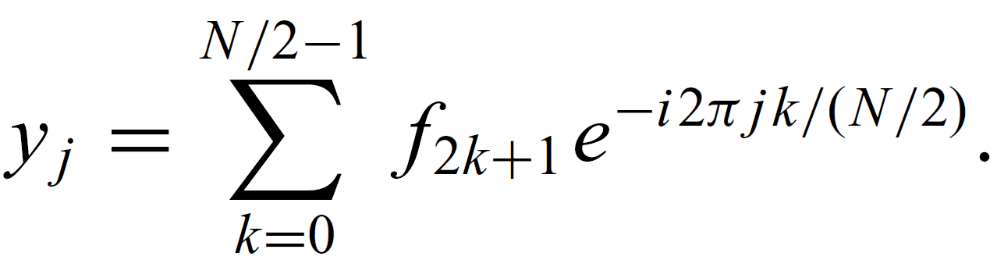 y_j = \sum_{k=0}^{N/2-1} f_{2k+1} e^{-i2\pi jk/(N/2)}.